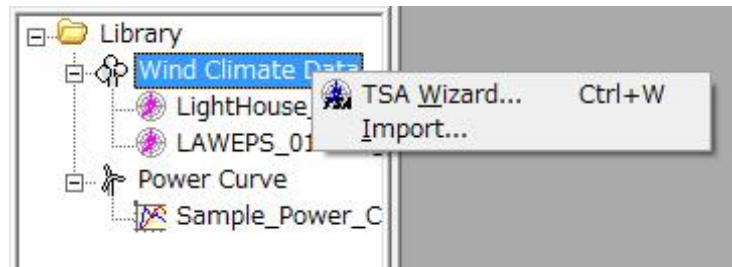 Library
Wind Climate Data
LightHouse_
TSA Wizard... Ctrl+W
LAWEPS_01
Import...
Power Curve
Sample_Power_C